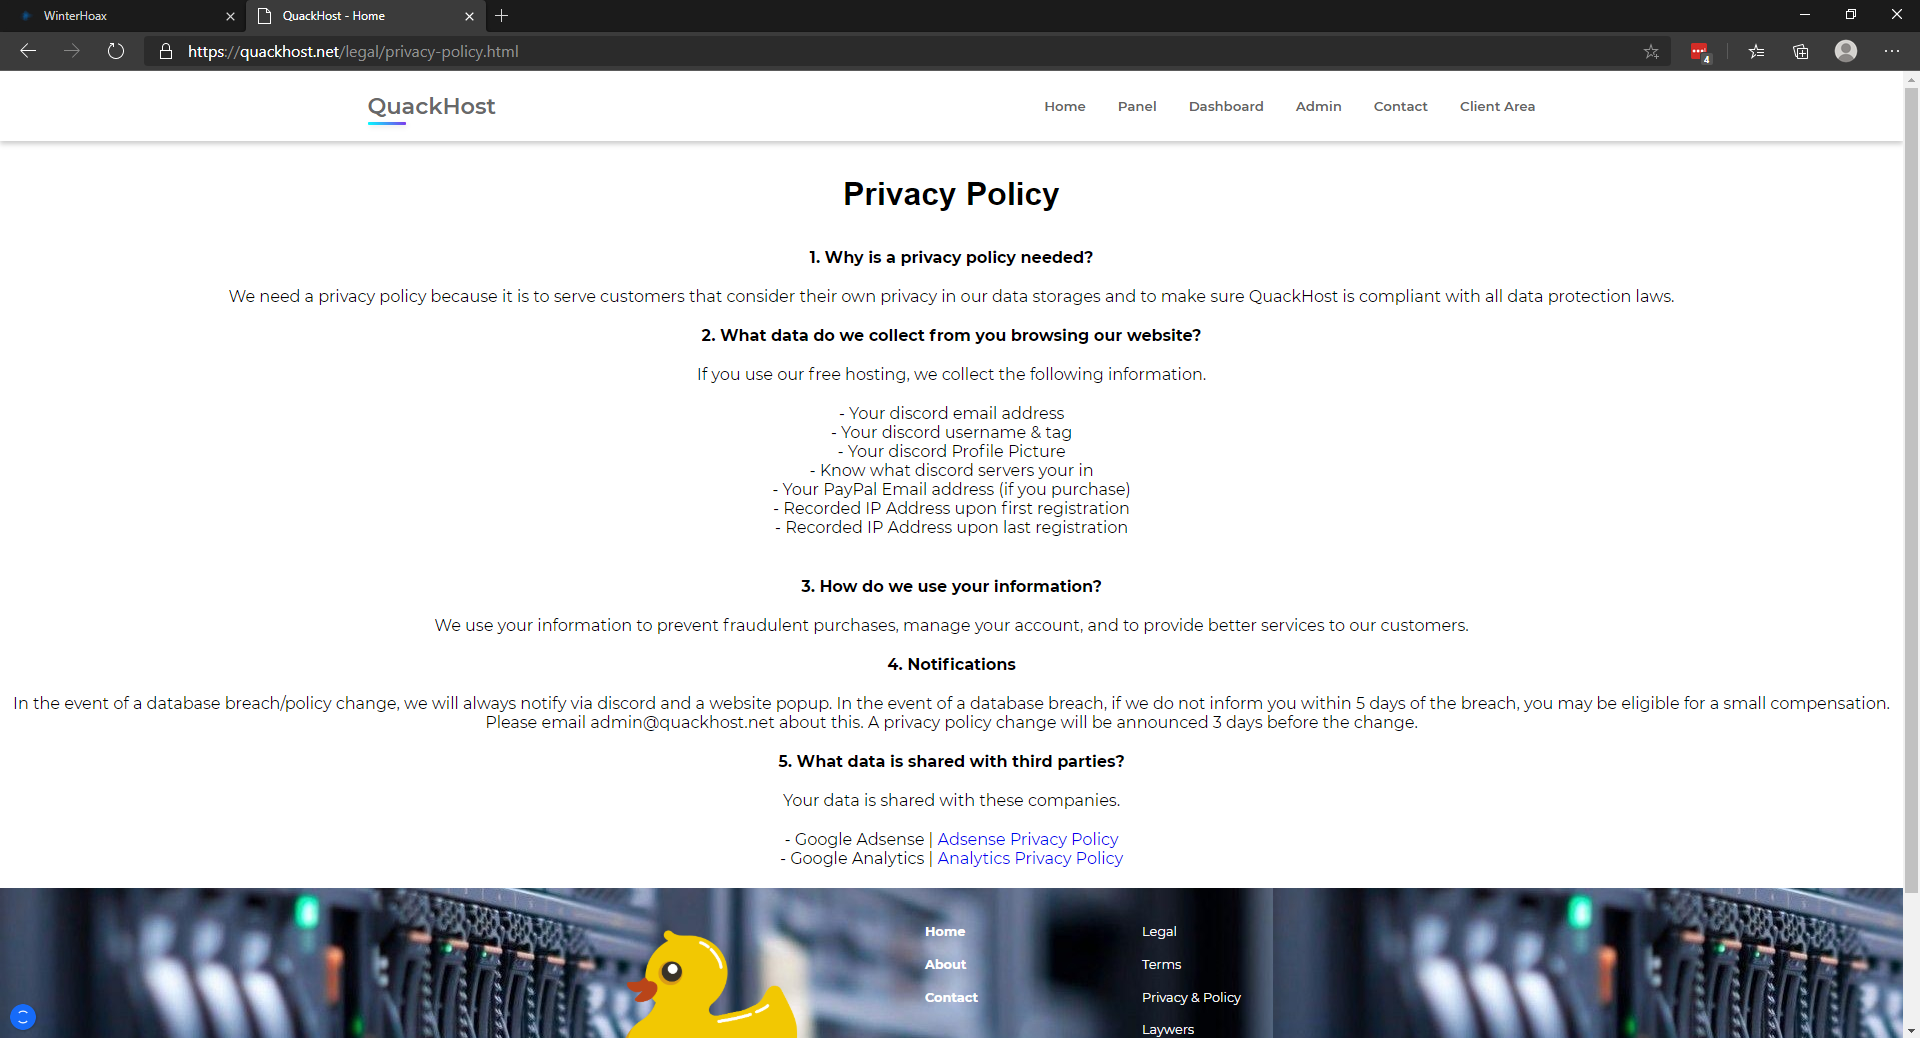 WinterHoax
QuackHost - Home
https://quackhost.net/legal/privacy-policy.html
4
QuackHost
Home
Panel
Dashboard
Admin
Contact
Client Area
Privacy Policy
1. Why is a privacy policy needed?
We need a privacy policy because it is to serve customers that consider their own privacy in our data storages and to make sure QuackHost is compliant with all data protection laws.
2. What data do we collect from you browsing our website?
If you use our free hosting, we collect the following information.
- Your discord email address
- Your discord username & tag
- Your discord Profile Picture
- Know what discord servers your in
- Your PayPal Email address (if you purchase)
- Recorded IP Address upon first registration
- Recorded IP Address upon last registration
3. How do we use your information?
We use your information to prevent fraudulent purchases, manage your account, and to provide better services to our customers.
4. Notifications
In the event of a database breach/policy change, we will always notify via discord and a website popup. In the event of a database breach, if we do not inform you within 5 days of the breach, you may be eligible for a small compensation.
Please email admin@quackhost.net about this. A privacy policy change will be announced 3 days before the change.
5. What data is shared with third parties?
Your data is shared with these companies.
- Google Adsense | Adsense Privacy Policy
- Google Analytics | Analytics Privacy Policy
Home
About
Contact
Legal
Terms
Privacy & Policy
Laywers